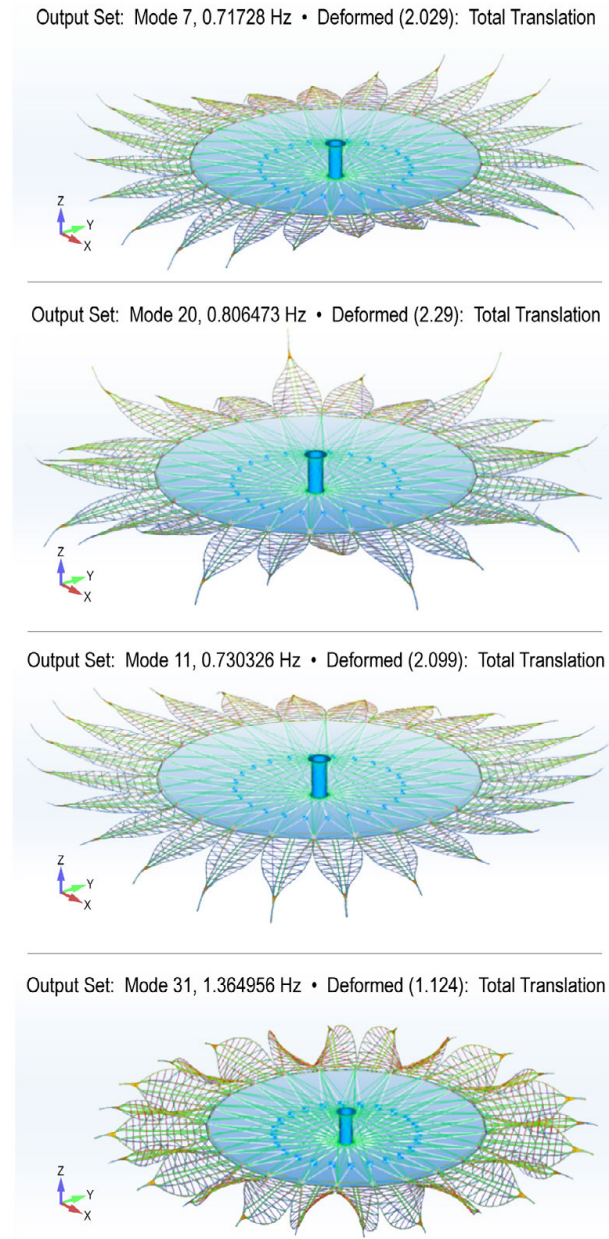 Output Set: Mode 7, 0.71728 Hz • Deformed (2.029): Total Translation
Z
Y
X
Output Set: Mode 20, 0.806473 Hz • Deformed (2.29): Total Translation
Z
Y
X
Output Set: Mode 11, 0.730326 Hz • Deformed (2.099): Total Translation
Z
Y
X
Output Set: Mode 31, 1.364956 Hz • Deformed (1.124): Total Translation
Z
Y
X